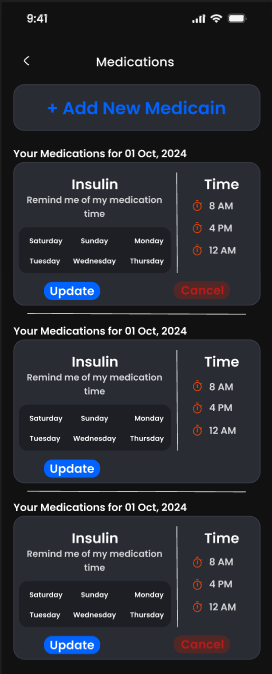 9:41
Medications
+ Add New Medicain
Your Medications for 01 Oct, 2024
Insulin
Remind me of my medication
time
Saturday Sunday Monday
Tuesday Wednesday Thursday
Time
8 AM
4 PM
12 AM
Update Cancel
Your Medications for 01 Oct, 2024
Insulin
Remind me of my medication
time
Saturday Sunday Monday
Tuesday Wednesday Thursday
Time
8 AM
4 PM
12 AM
Update
Your Medications for 01 Oct, 2024
Insulin
Remind me of my medication
time
Saturday Sunday Monday
Tuesday Wednesday Thursday
Time
8 AM
4 PM
12 AM
Update Cancel